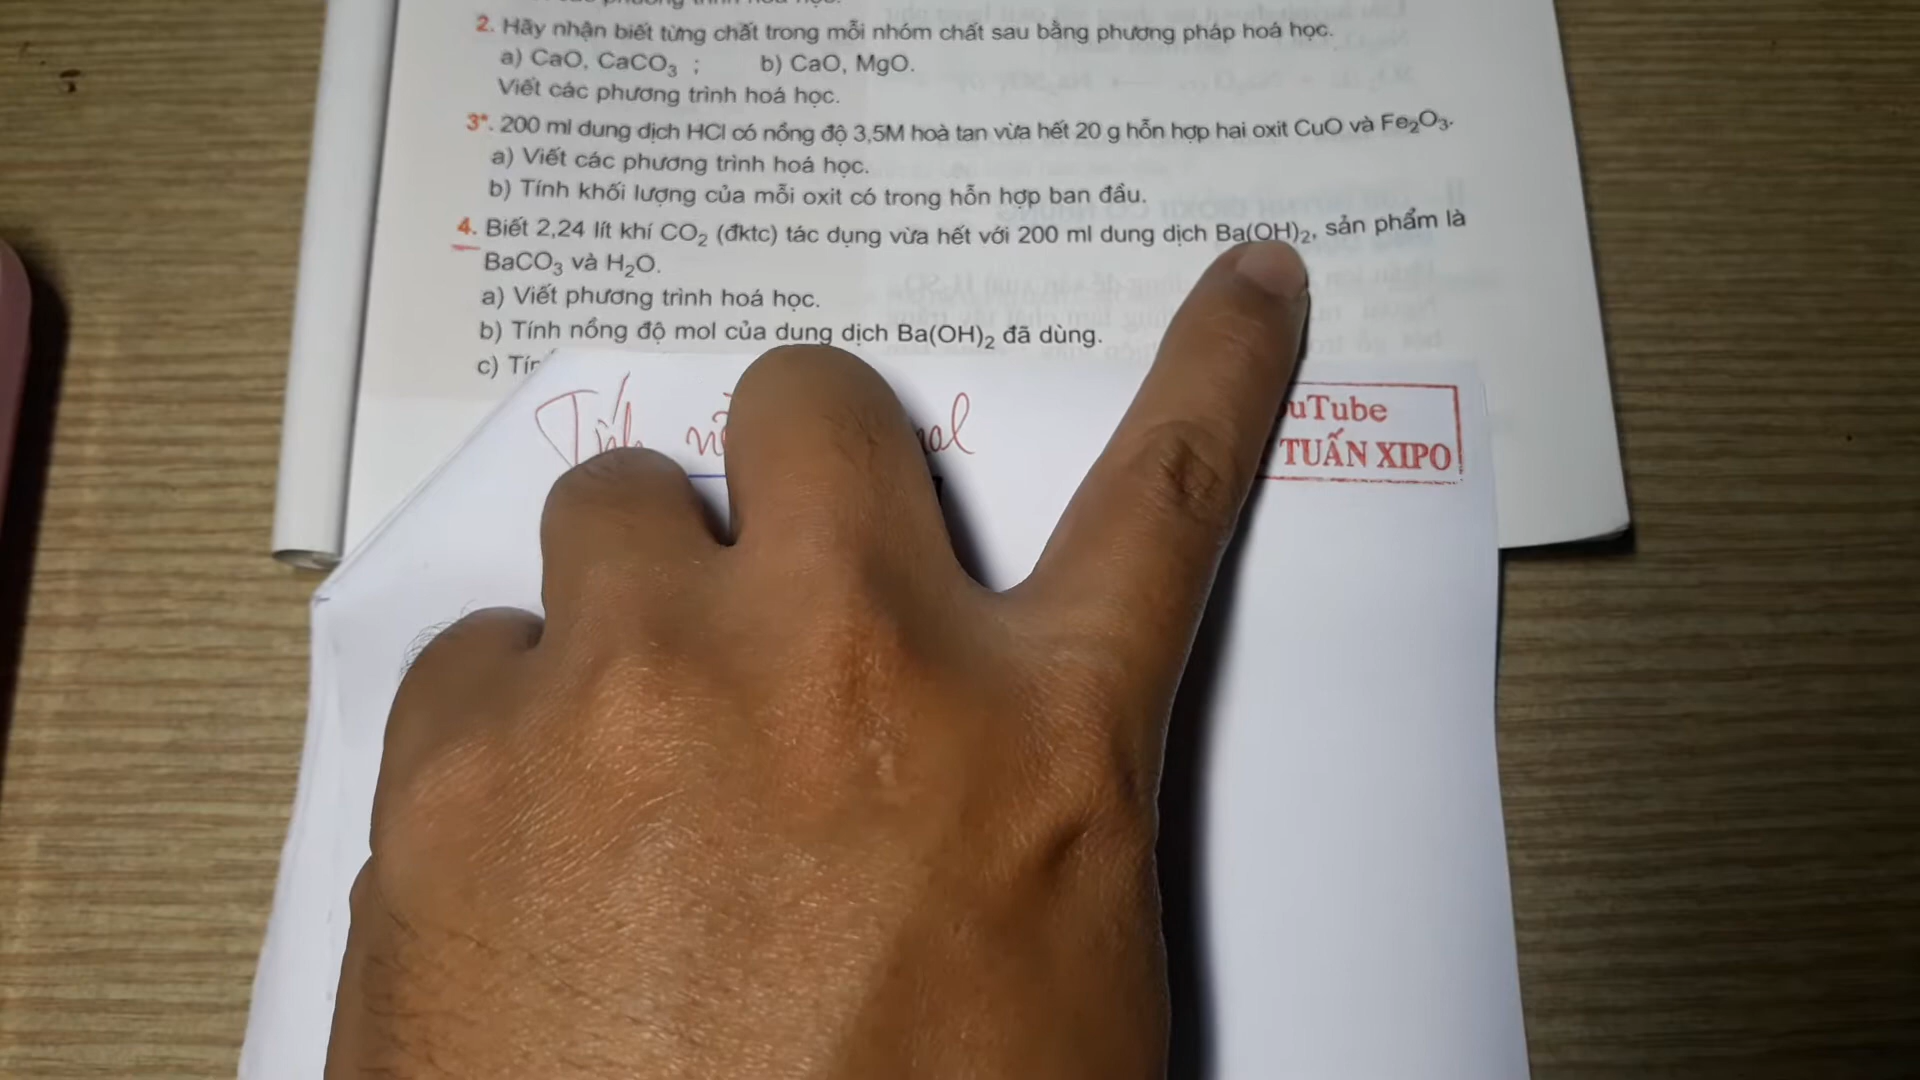 2. Hãy nhận biết từng chất trong mỗi nhóm chất sau bằng phương pháp hoá học.
a) CaO, CaCO₃ ; b) CaO, MgO.
Viết các phương trình hoá học.
3*. 200 ml dung dịch HCl có nồng độ 3,5M hoà tan vừa hết 20 g hỗn hợp hai oxit CuO và Fe₂O₃.
a) Viết các phương trình hoá học.
b) Tính khối lượng của mỗi oxit có trong hỗn hợp ban đầu.
4. Biết 2,24 lít khí CO₂ (đktc) tác dụng vừa hết với 200 ml dung dịch Ba(OH)₂, sản phẩm là
BaCO₃ và H₂O.
a) Viết phương trình hoá học.
b) Tính nồng độ mol của dung dịch Ba(OH)₂ đã dùng.
c)
Tính
uTube
TUẤN XIPO